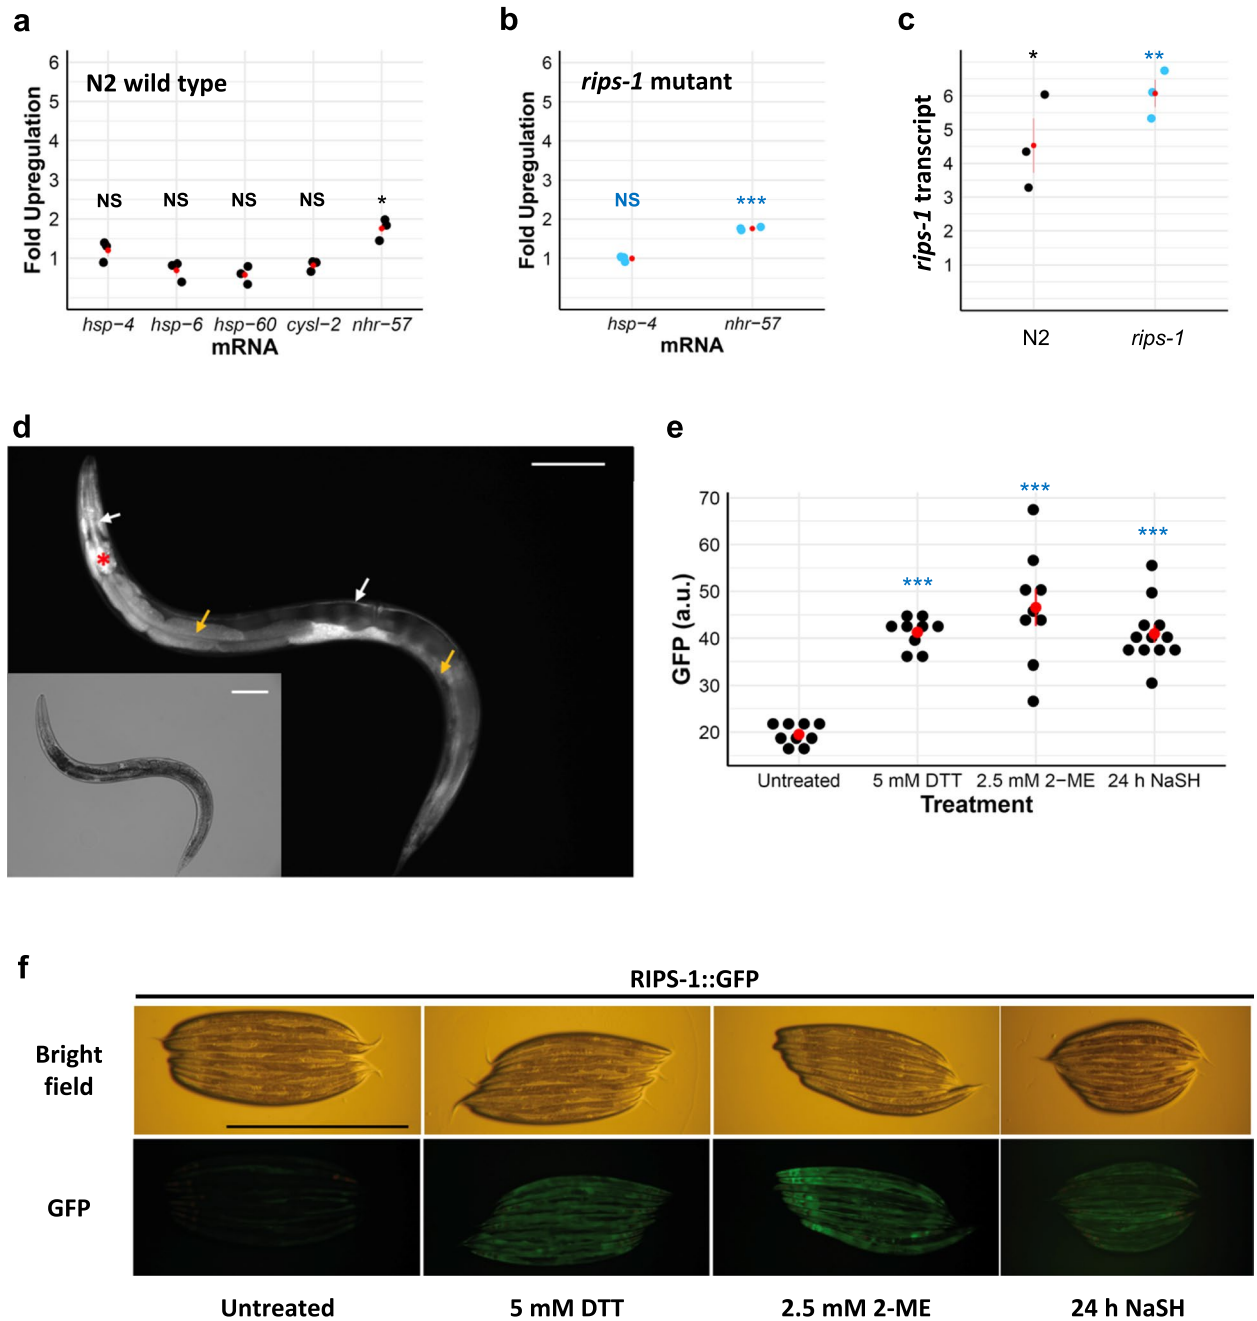 a
N2 wild type
Fold Upregulation
6
5
4
3
2
1
NS NS NS NS *
hsp−4 hsp−6 hsp−60 cysl−2 nhr−57
mRNA
b
rips-1 mutant
Fold Upregulation
6
5
4
3
2
1
NS ***
hsp−4 nhr−57
mRNA
c
rips-1 transcript
* **
6
5
4
3
2
1
N2 rips-1
d
*
e
GFP (a.u.)
70
60
50
40
30
20
*** *** ***
Untreated 5 mM DTT 2.5 mM 2−ME 24 h NaSH
Treatment
f
RIPS-1::GFP
Bright
field
GFP
Untreated 5 mM DTT 2.5 mM 2-ME 24 h NaSH